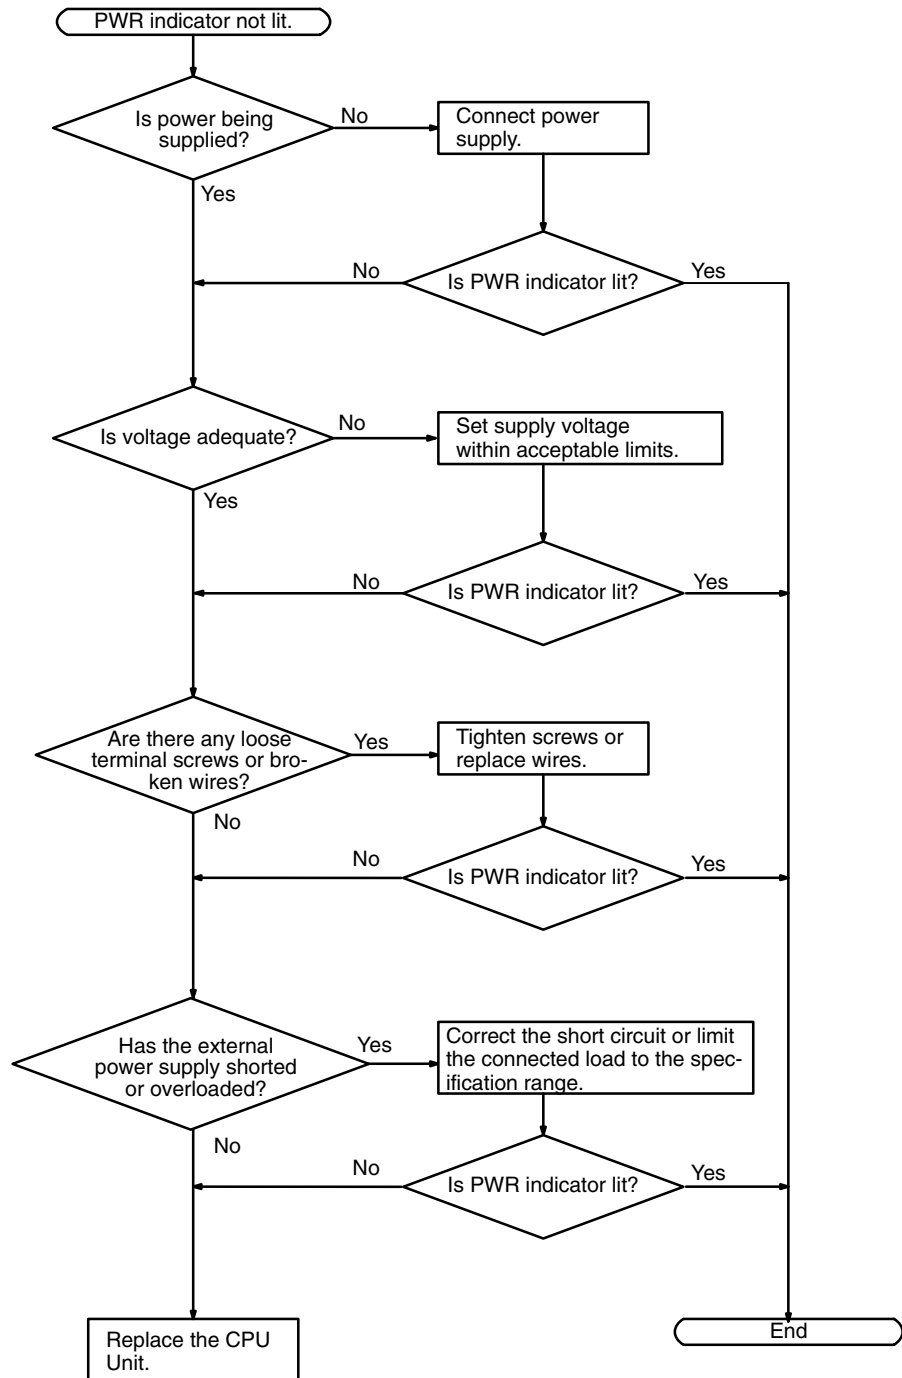 PWR indicator not lit.
Is power being
supplied?
No
Connect power
supply.
Yes
No
Is PWR indicator lit?
Yes
Is voltage adequate?
No
Set supply voltage
within acceptable limits.
Yes
No
Is PWR indicator lit?
Yes
Are there any loose
terminal screws or bro-
ken wires?
Yes
Tighten screws or
replace wires.
No
No
Is PWR indicator lit?
Yes
Has the external
power supply shorted
or overloaded?
Yes
Correct the short circuit or limit
the connected load to the spec-
ification range.
No
No
Is PWR indicator lit?
Yes
Replace the CPU
Unit.
End